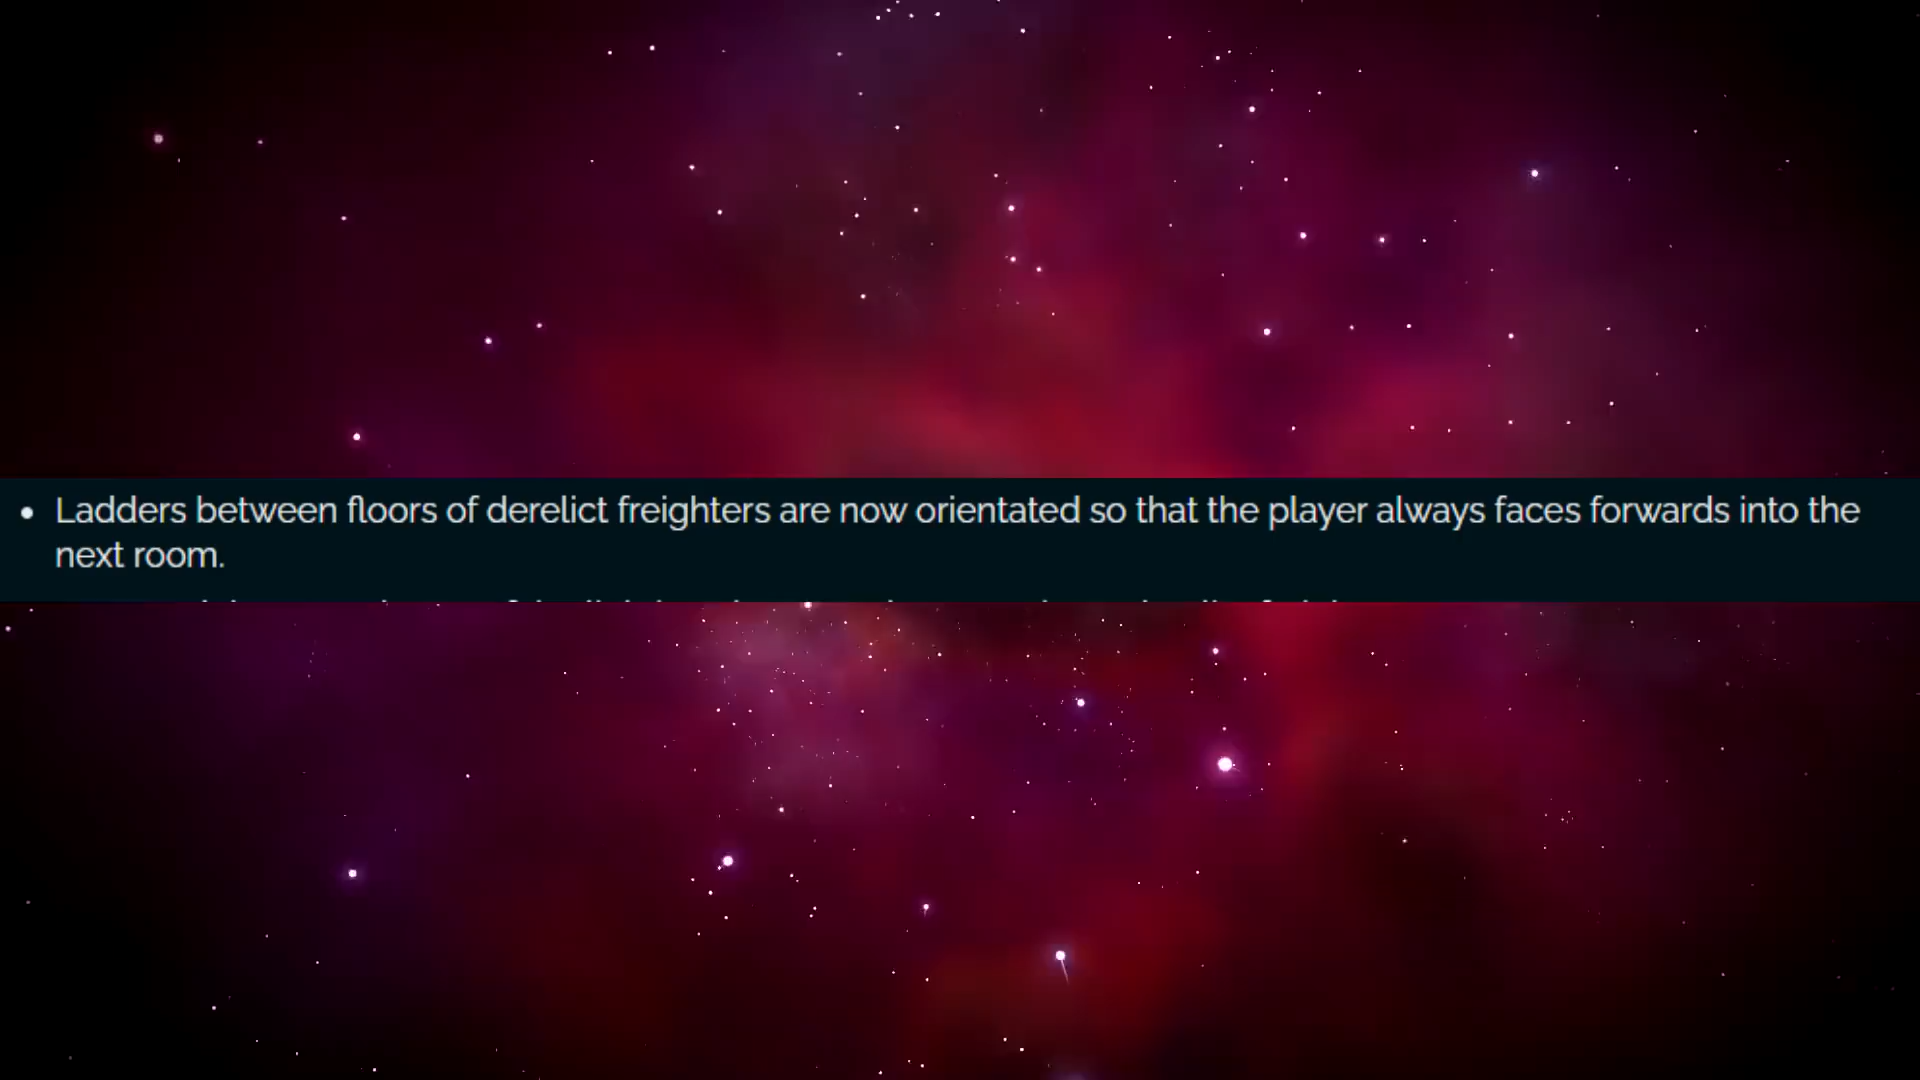 • Ladders between floors of derelict freighters are now orientated so that the player always faces forwards into the
next room.